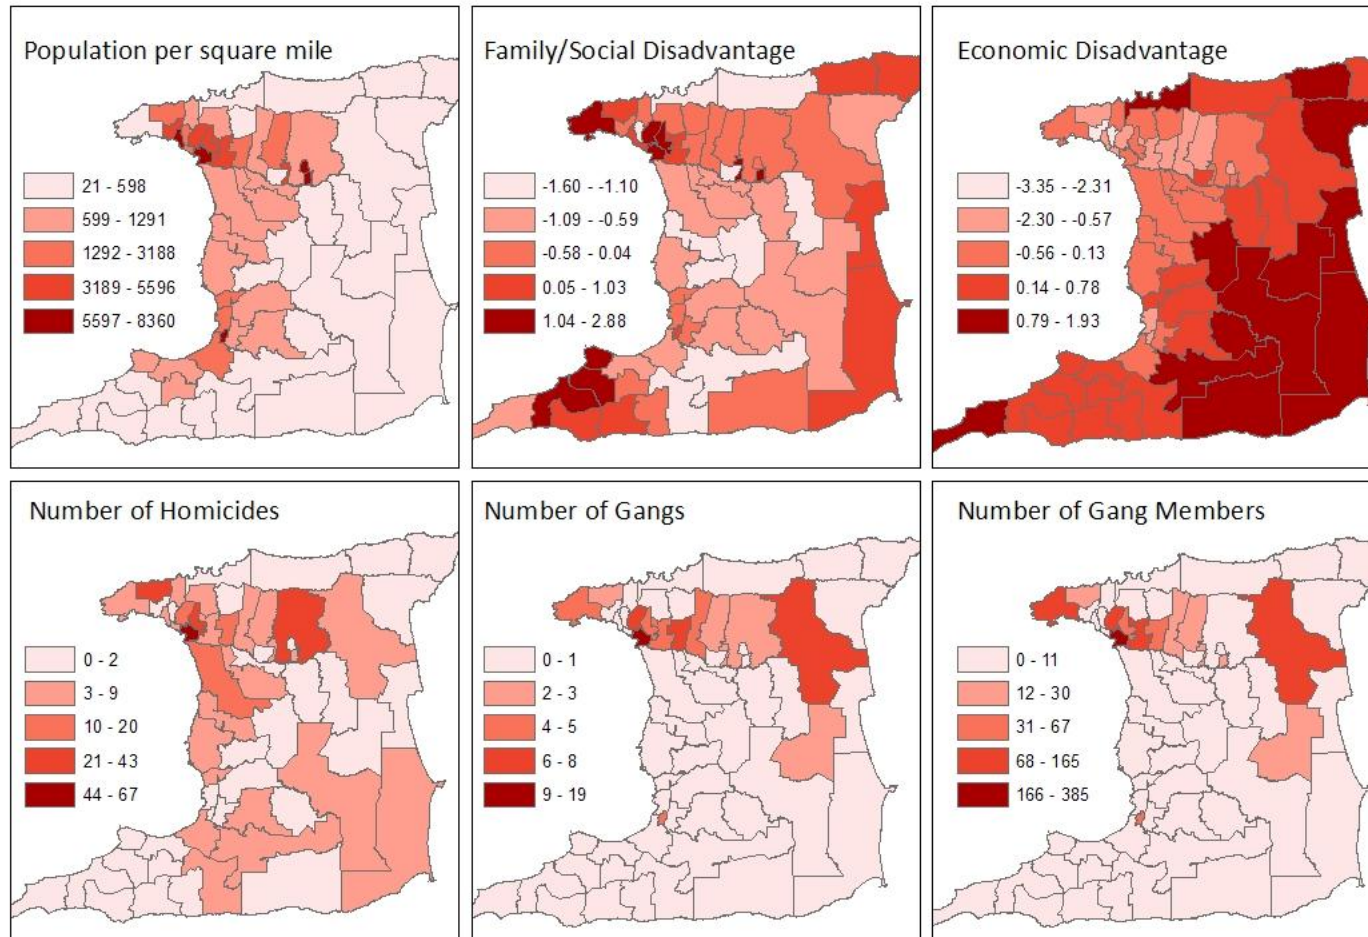 Population per square mile
21 - 598
599 - 1291
1292 - 3188
3189 - 5596
5597 - 8360
Family/Social Disadvantage
-1.60 - -1.10
-1.09 - -0.59
-0.58 - 0.04
0.05 - 1.03
1.04 - 2.88
Economic Disadvantage
-3.35 - -2.31
-2.30 - -0.57
-0.56 - 0.13
0.14 - 0.78
0.79 - 1.93
Number of Homicides
0 - 2
3 - 9
10 - 20
21 - 43
44 - 67
Number of Gangs
0 - 1
2 - 3
4 - 5
6 - 8
9 - 19
Number of Gang Members
0 - 11
12 - 30
31 - 67
68 - 165
166 - 385